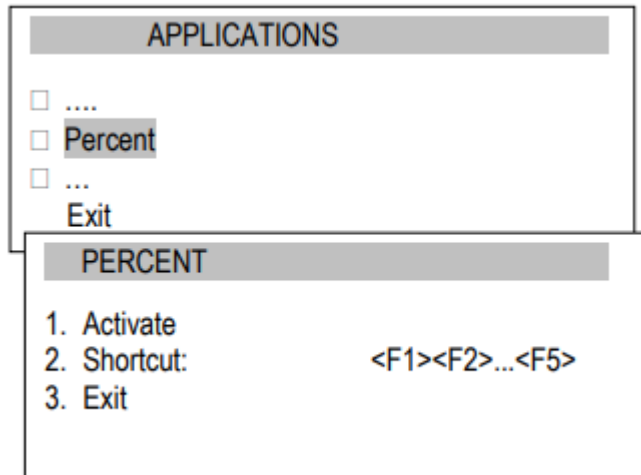 APPLICATIONS
....
Percent
...
Exit
PERCENT
1. Activate
2. Shortcut: <F1><F2>...<F5>
3. Exit